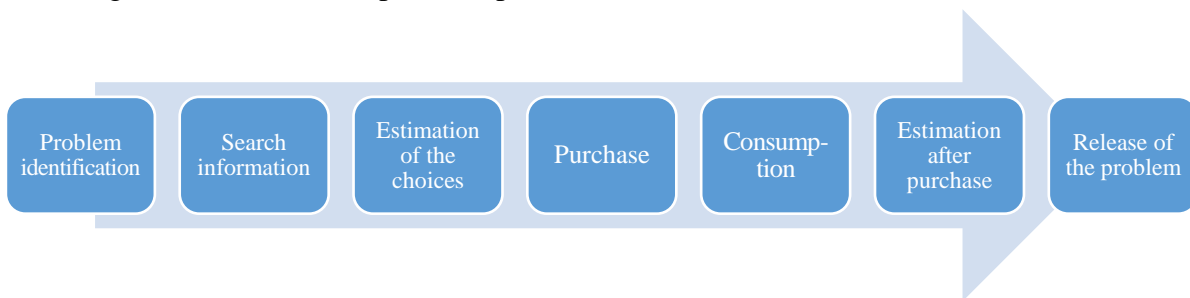 Problem
identification
Search
information
Estimation
of the
choices
Purchase
Consump-
tion
Estimation
after
purchase
Release of
the problem